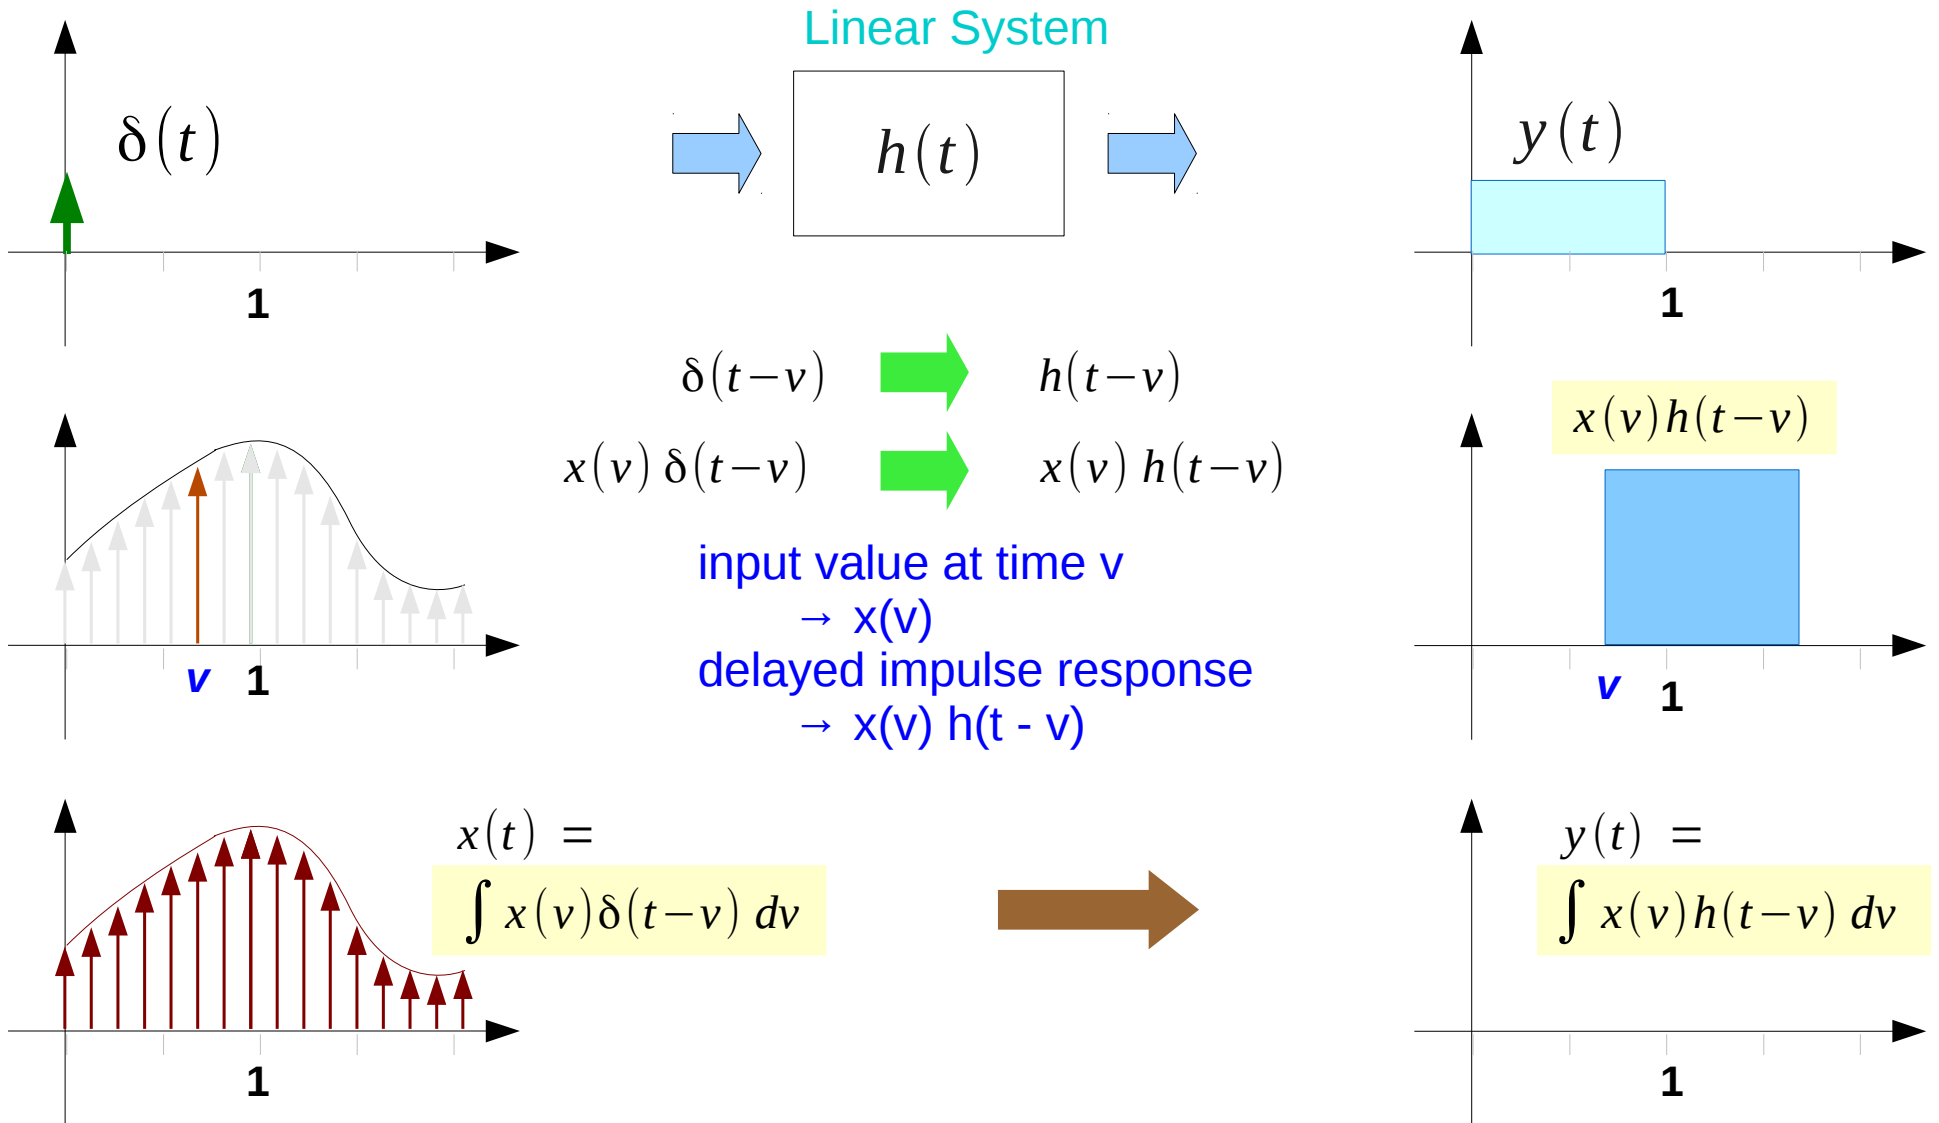 Linear System
δ(t)
h(t)
y(t)
1
1
δ(t−v)
h(t−v)
x(v) δ(t−v)
x(v) h(t−v)
x(v)h(t−v)
input value at time v
→ x(v)
delayed impulse response
→ x(v) h(t - v)
v 1
v 1
x(t) =
∫ x(v)δ(t−v) dv
y(t) =
∫ x(v)h(t−v) dv
1
1